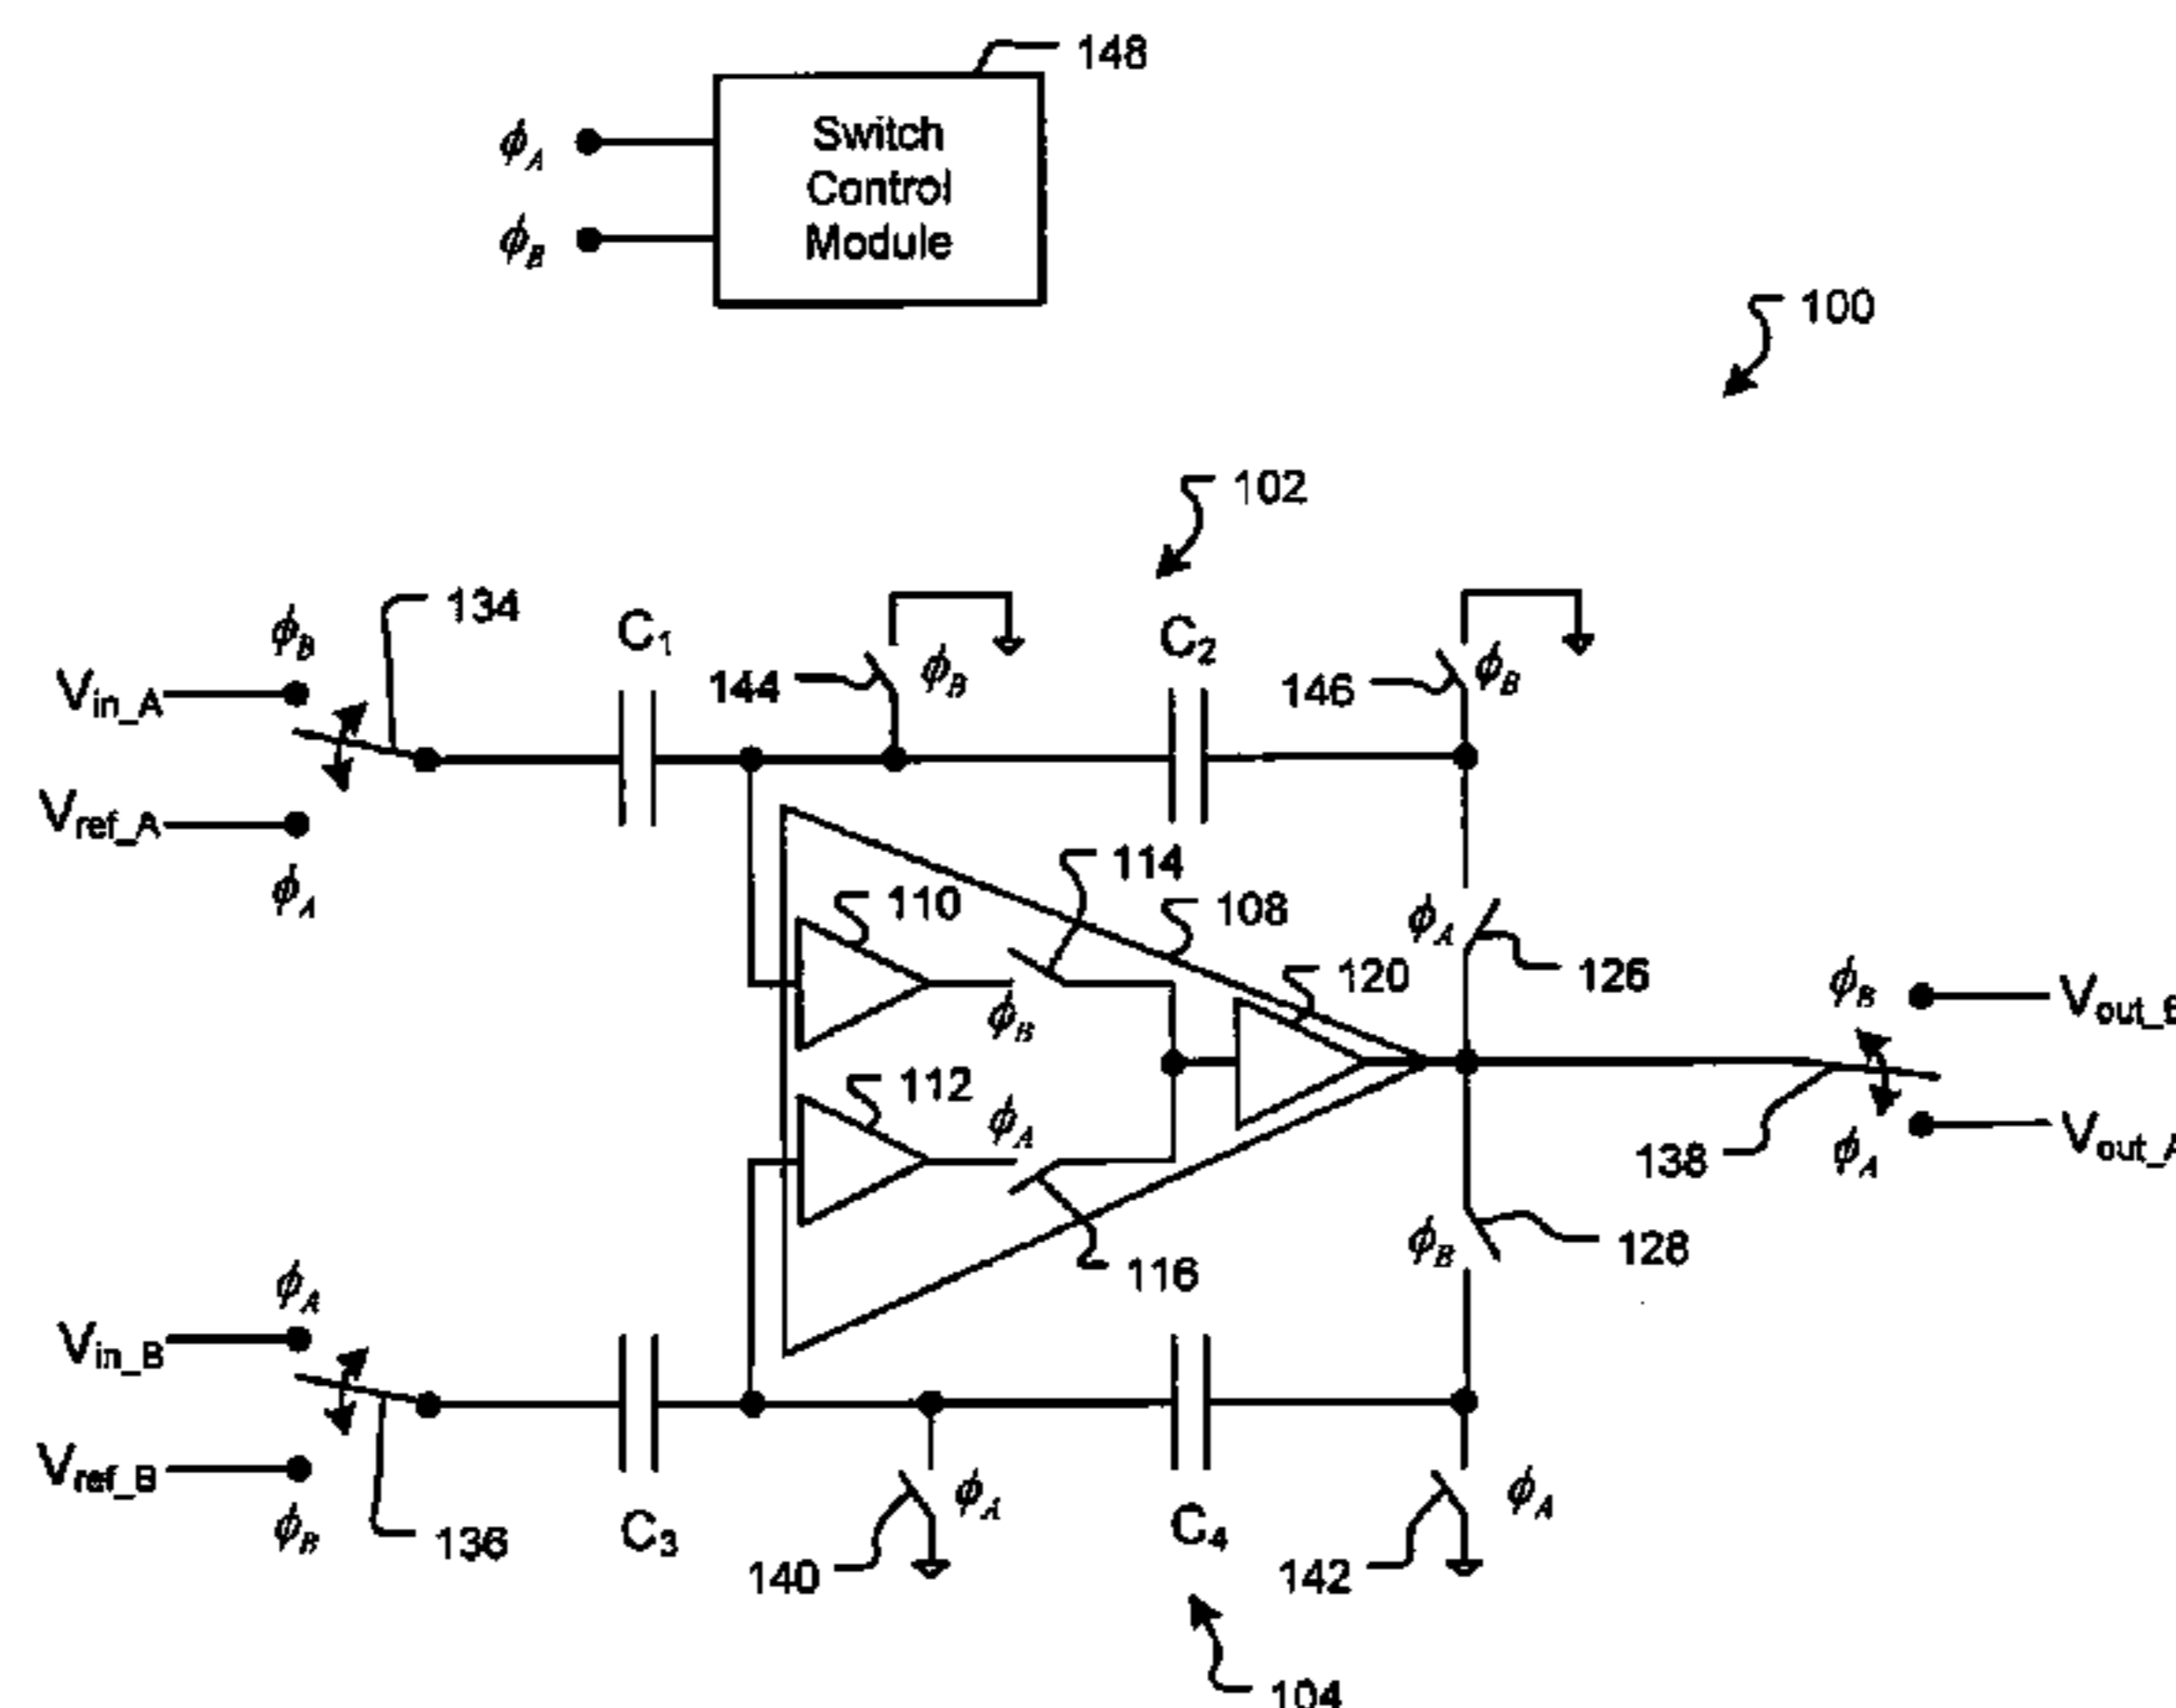 148
ϕA
Switch
Control
Module
ϕB
100
102
ϕB
134
C1
144
ϕB
C2
146
ϕB
Vin_A
Vref_A
ϕA
114
110
108
ϕA
126
120
ϕB
Vout_B
ϕB
112
ϕA
138
ϕA
Vout_A
116
ϕB
128
ϕA
Vin_B
Vref_B
ϕB
136
C3
140
ϕA
C4
142
ϕA
104